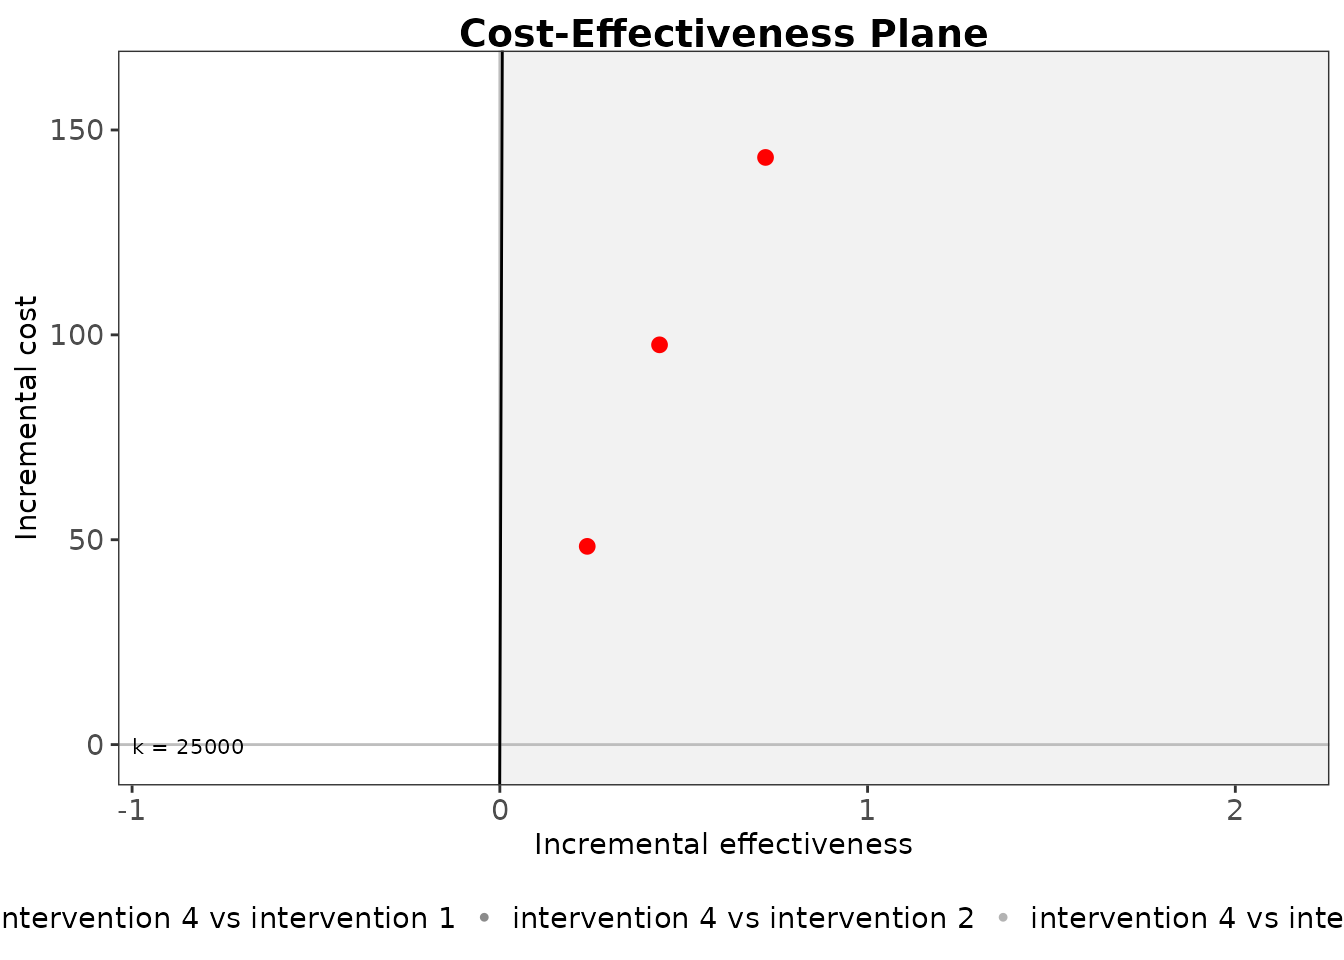 Cost-Effectiveness Plane
Incremental cost
150
100
50
0
k = 25000
-1
0
1
2
Incremental effectiveness
ntervention 4 vs intervention 1
intervention 4 vs intervention 2
intervention 4 vs inte